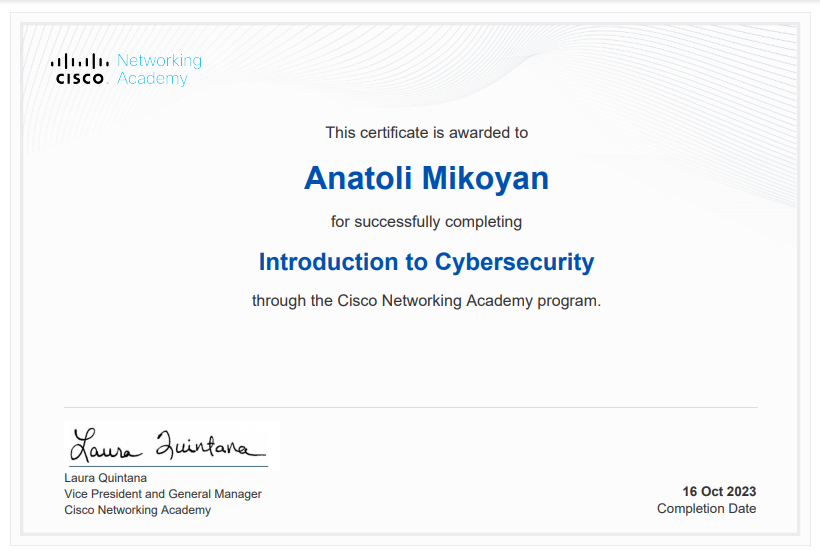 Networking
CISCO Academy
This certificate is awarded to
Anatoli Mikoyan
for successfully completing
Introduction to Cybersecurity
through the Cisco Networking Academy program.
Laura Quintana
Laura Quintana
Vice President and General Manager
Cisco Networking Academy
16 Oct 2023
Completion Date